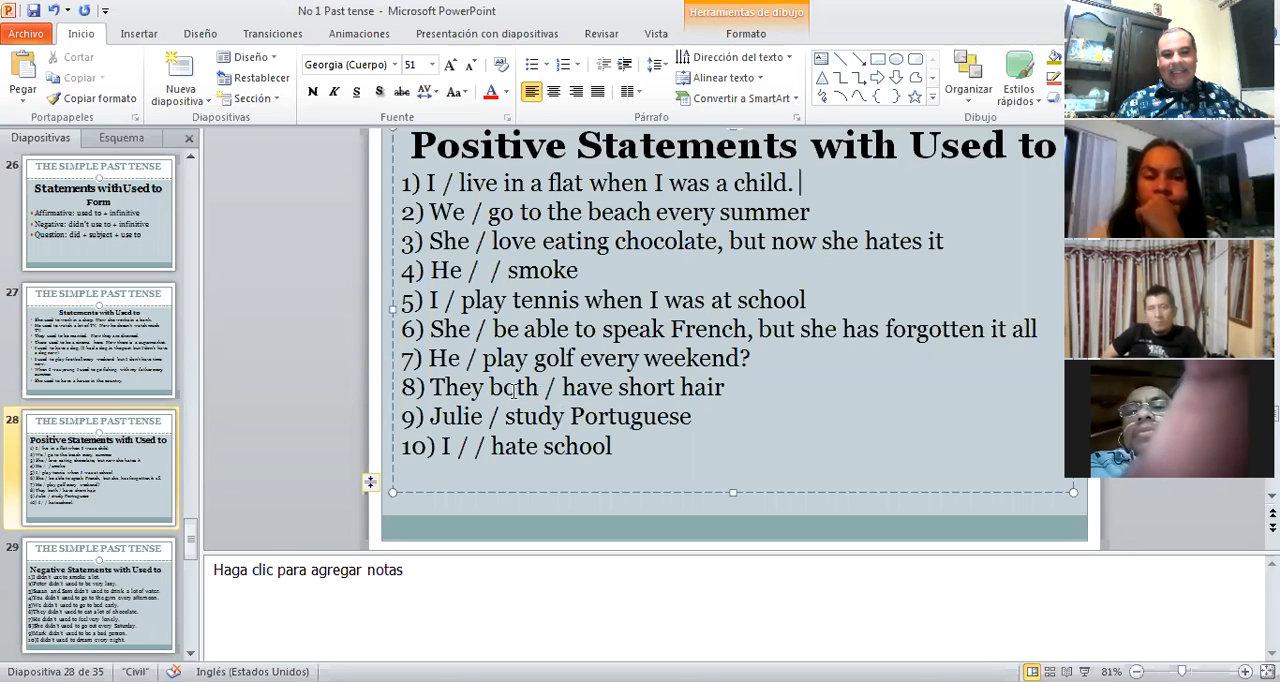 No 1 Past tense - Microsoft PowerPoint
Herramientas de dibujo
Archivo Inicio Insertar Diseño Transiciones Animaciones Presentación con diapositivas Revisar Vista Formato
Pegar
Cortar
Copiar
Copiar formato
Portapapeles
Nueva diapositiva
Diseño
Restablecer
Sección
Diapositivas
Georgia (Cuerpo) 51
N K S S abc AV Aa A
Fuente
Párrafo
Dirección del texto
Alinear texto
Convertir a SmartArt
Organizar
Estilos rápidos
Dibujo
Diapositivas Esquema
26
THE SIMPLE PAST TENSE
Statements with Used to
Form
Affirmative: used to + infinitive
Negative: didn't use to + infinitive
Question: did + subject + use to
27
THE SIMPLE PAST TENSE
Statements with Used to
28
THE SIMPLE PAST TENSE
Positive Statements with Used to
29
THE SIMPLE PAST TENSE
Negative Statements with Used to
Positive Statements with Used to
1) I / live in a flat when I was a child.
2) We / go to the beach every summer
3) She / love eating chocolate, but now she hates it
4) He / / smoke
5) I / play tennis when I was at school
6) She / be able to speak French, but she has forgotten it all
7) He / play golf every weekend?
8) They both / have short hair
9) Julie / study Portuguese
10) I / / hate school
Haga clic para agregar notas
Diapositiva 28 de 35 "Civil" Inglés (Estados Unidos) 81%